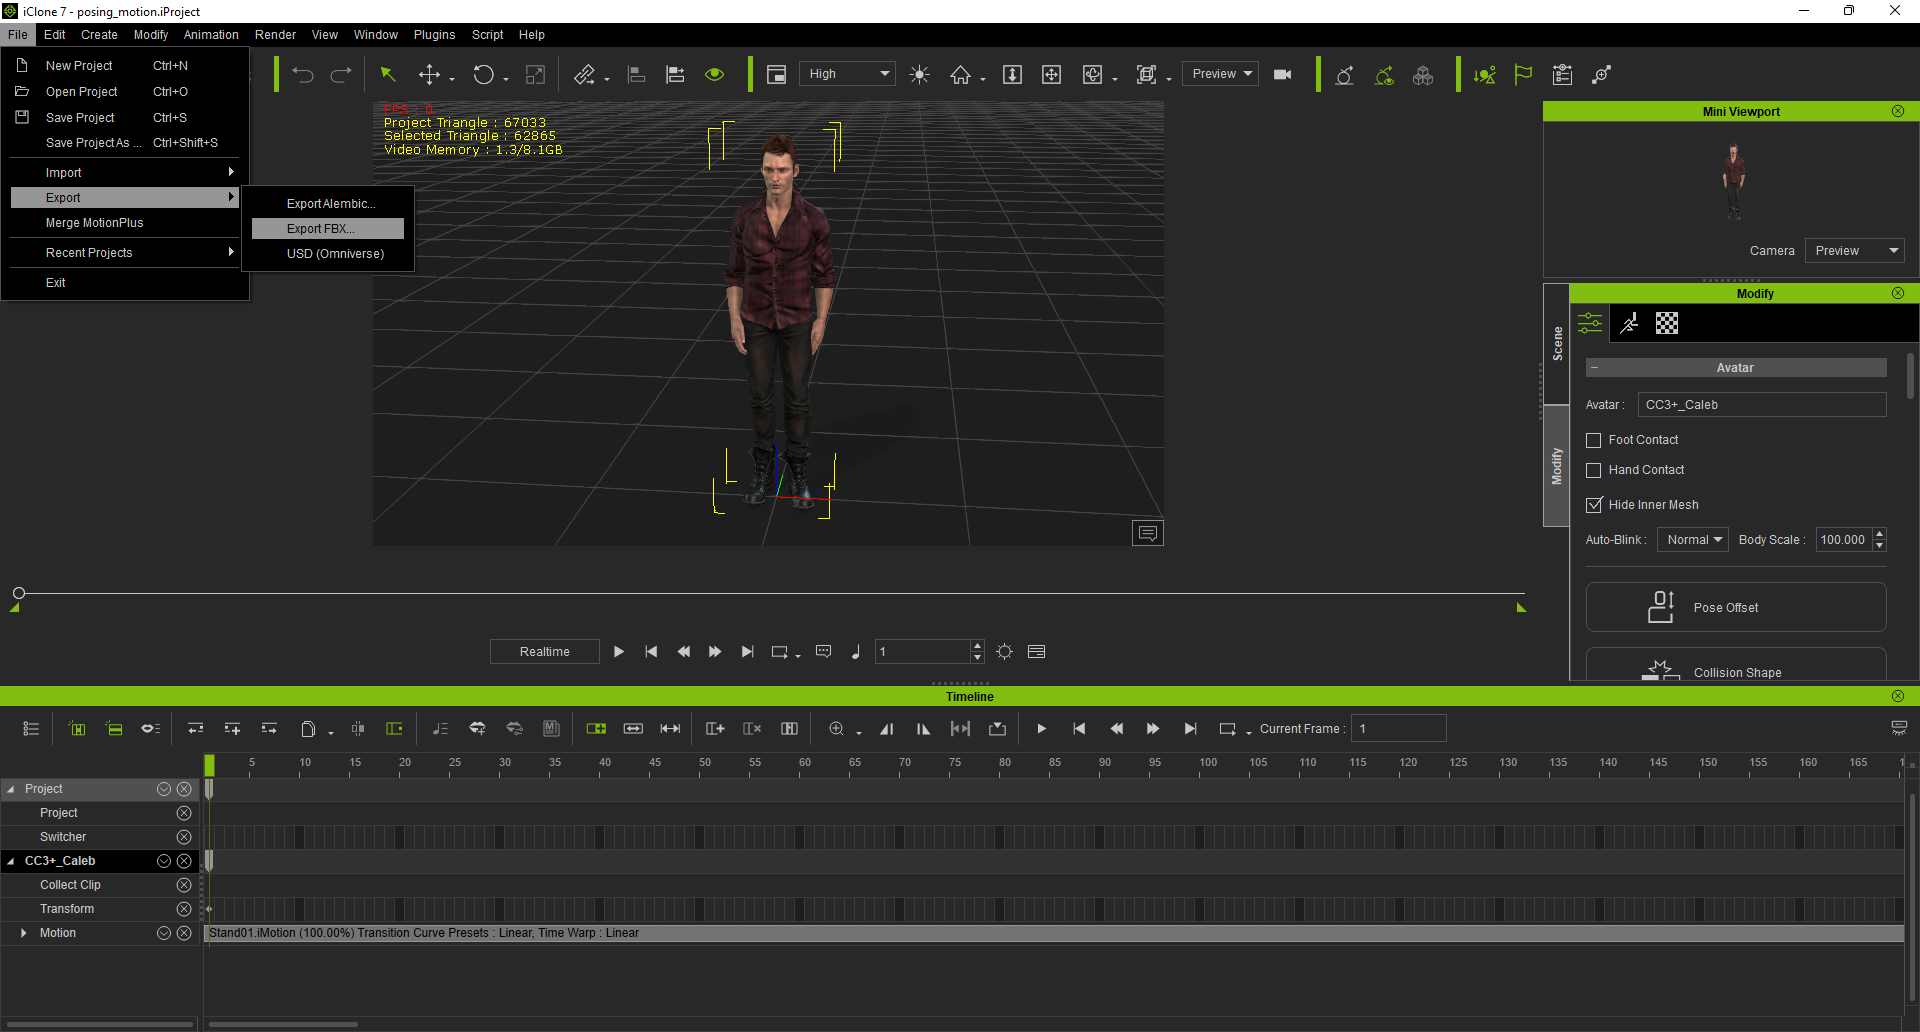 iClone 7 - posing_motion.iProject
File Edit Create Modify Animation Render View Window Plugins Script Help
New Project Ctrl+N
Open Project Ctrl+O
Save Project Ctrl+S
Save Project As ... Ctrl+Shift+S
Import
Export
Merge MotionPlus
Recent Projects
Exit
Export Alembic...
Export FBX...
USD (Omniverse)
High
Preview
Project Triangle : 67033
Selected Triangle : 62865
Video Memory : 1.3/8.1GB
Mini Viewport
Camera Preview
Modify
Scene
Modify
Avatar
Avatar : CC3+_Caleb
Foot Contact
Hand Contact
Hide Inner Mesh
Auto-Blink : Normal Body Scale : 100.000
Pose Offset
Collision Shape
Realtime 1
Timeline
Current Frame : 1
5 10 15 20 25 30 35 40 45 50 55 60 65 70 75 80 85 90 95 100 105 110 115 120 125 130 135 140 145 150 155 160 165 1
Project
Project
Switcher
CC3+_Caleb
Collect Clip
Transform
Motion
Stand01.iMotion (100.00%) Transition Curve Presets : Linear, Time Warp : Linear